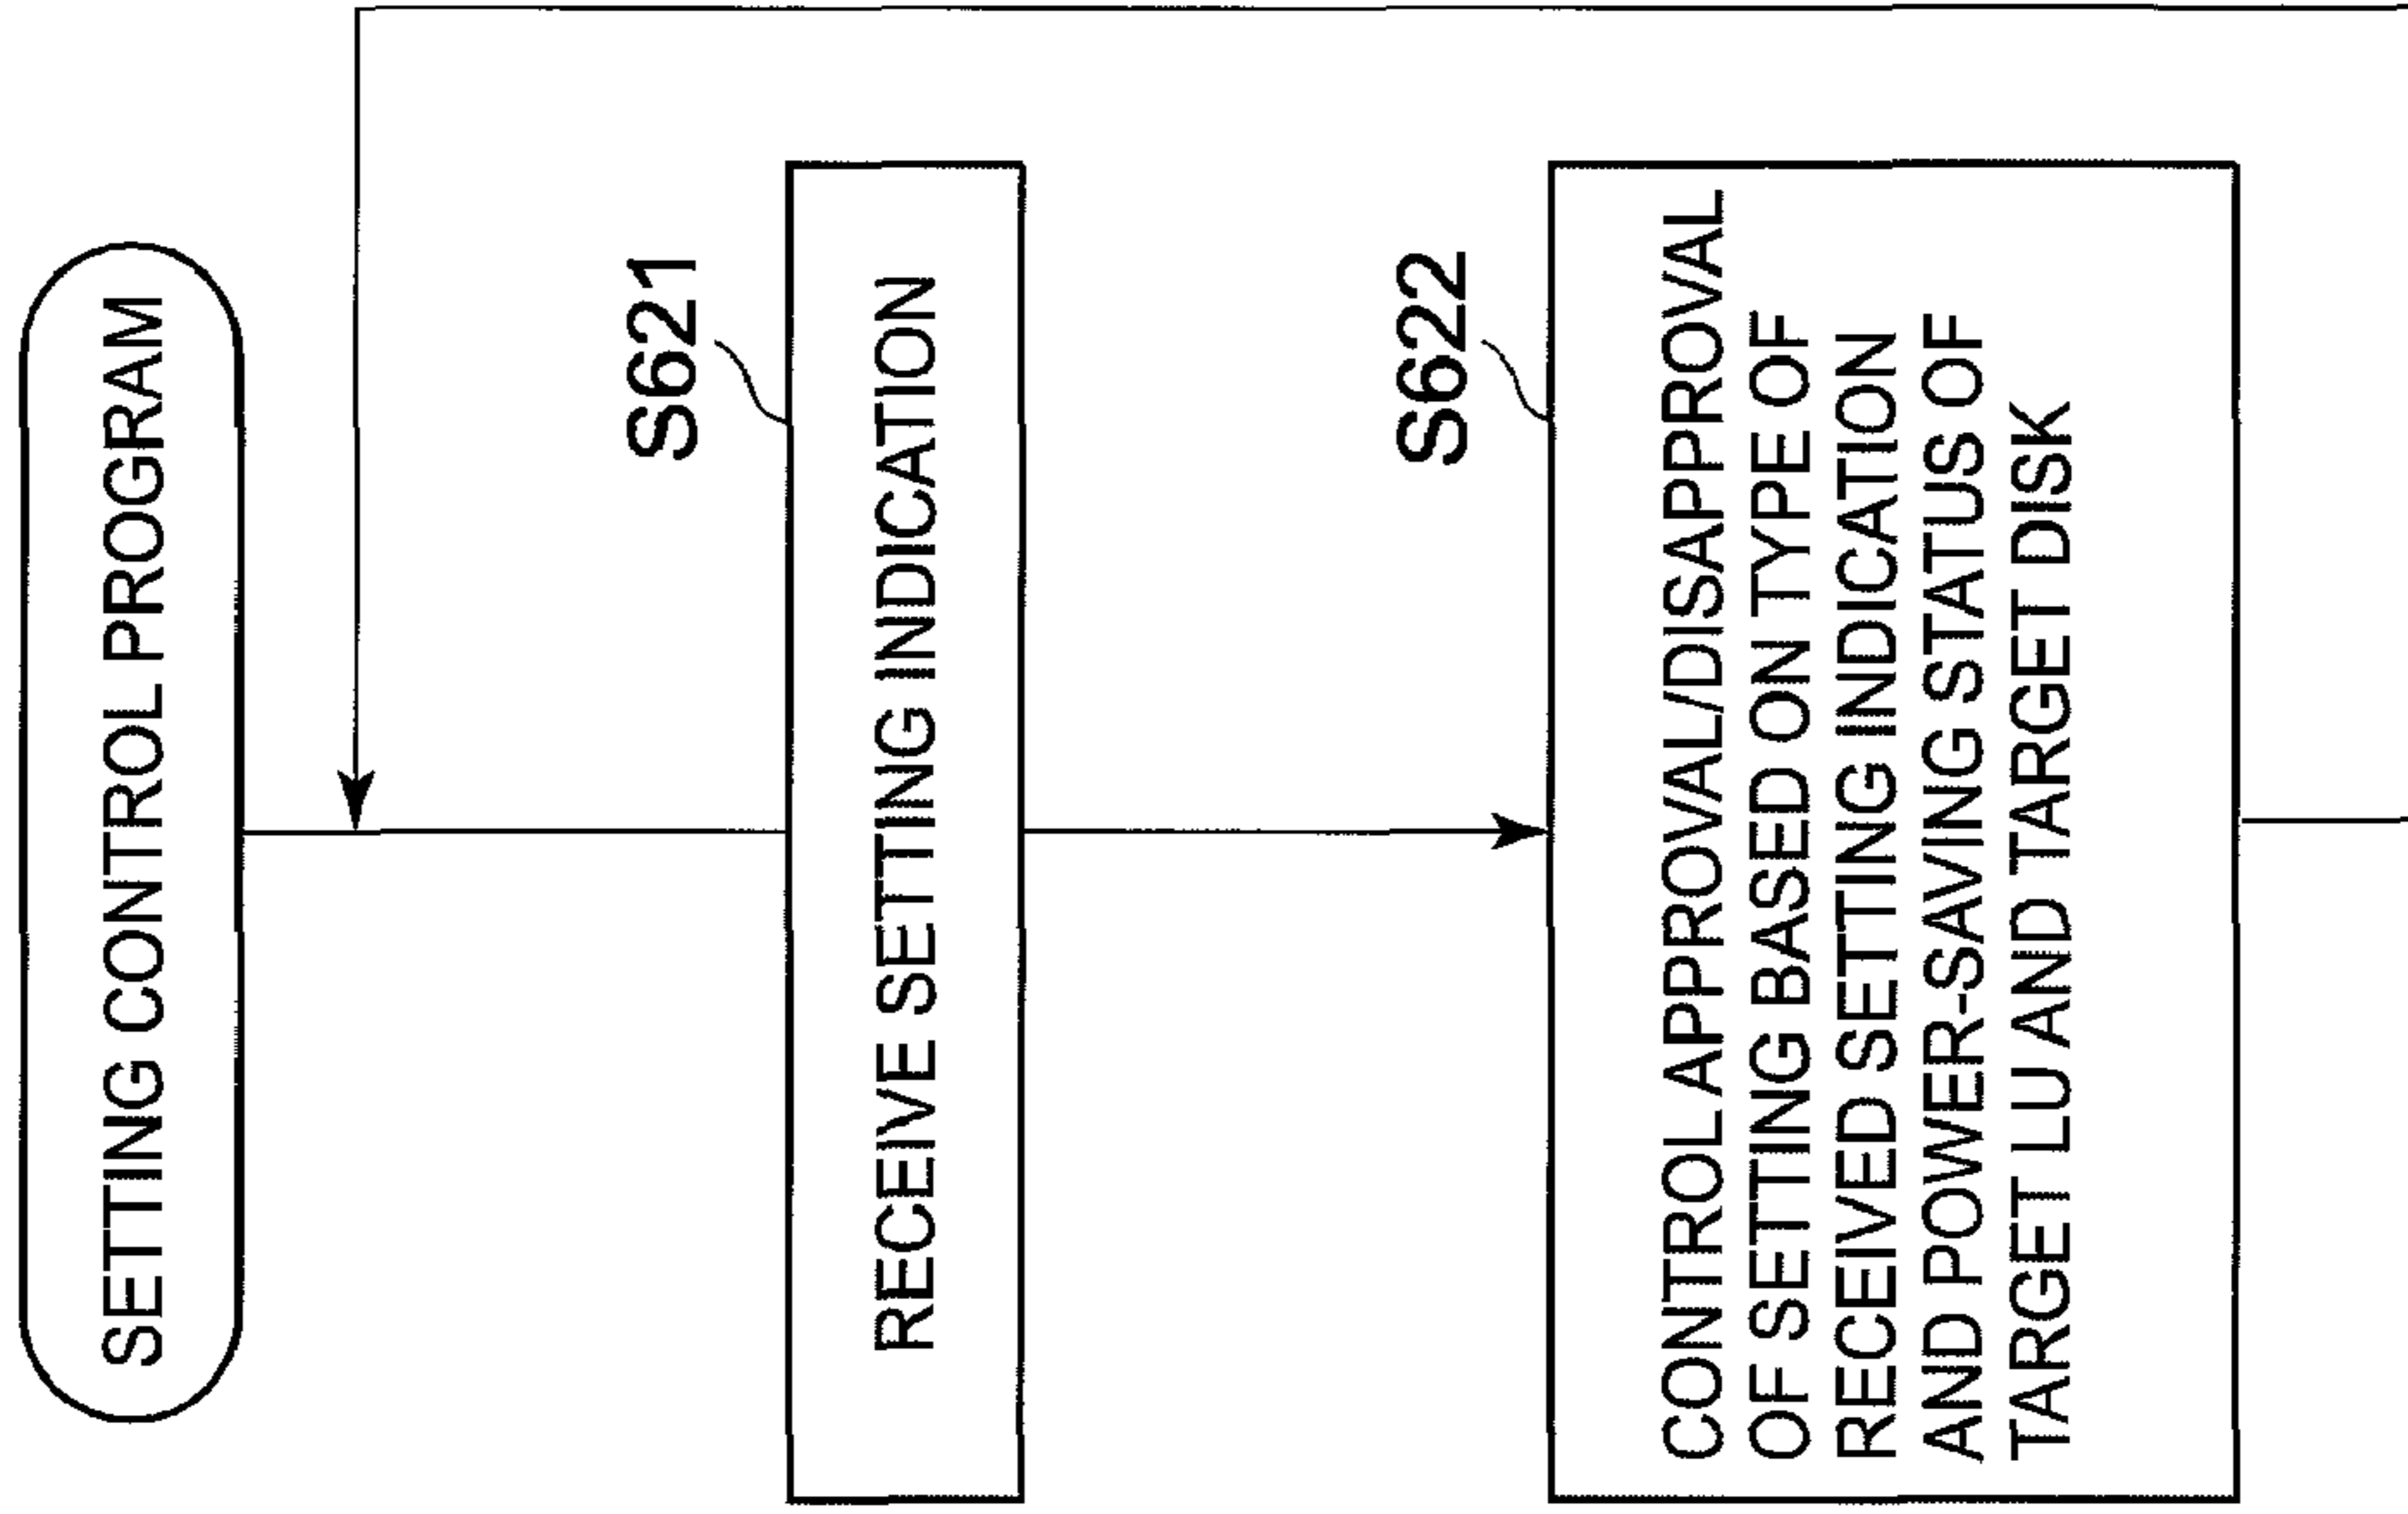 SETTING CONTROL PROGRAM
S621
RECEIVE SETTING INDICATION
S622
CONTROL APPROVAL/DISAPPROVAL
OF SETTING BASED ON TYPE OF
RECEIVED SETTING INDICATION
AND POWER-SAVING STATUS OF
TARGET LU AND TARGET DISK